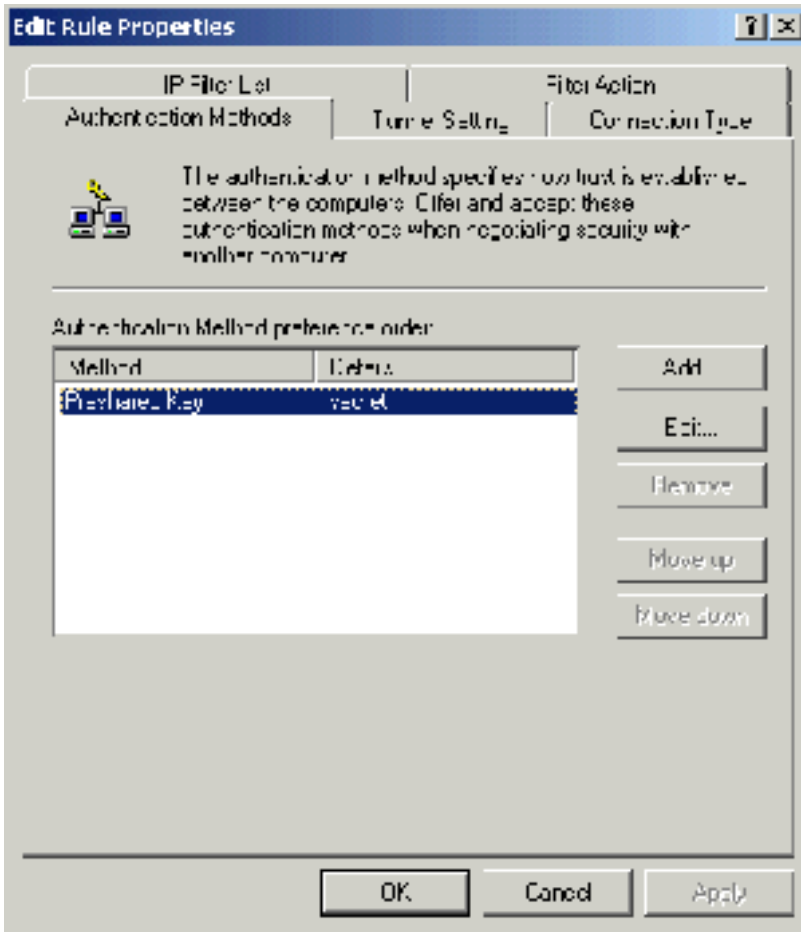 Edit Rule Properties
IP Filter List
Filter Action
Authentication Methods
Tunnel Setting
Connection Type
The authentication method specifies how trust is established
between the computers. Offer and accept these
authentication methods when negotiating security with
another computer.
Authentication Method preference order:
Method Details
Preshared Key secret
Add...
Edit...
Remove
Move up
Move down
OK
Cancel
Apply